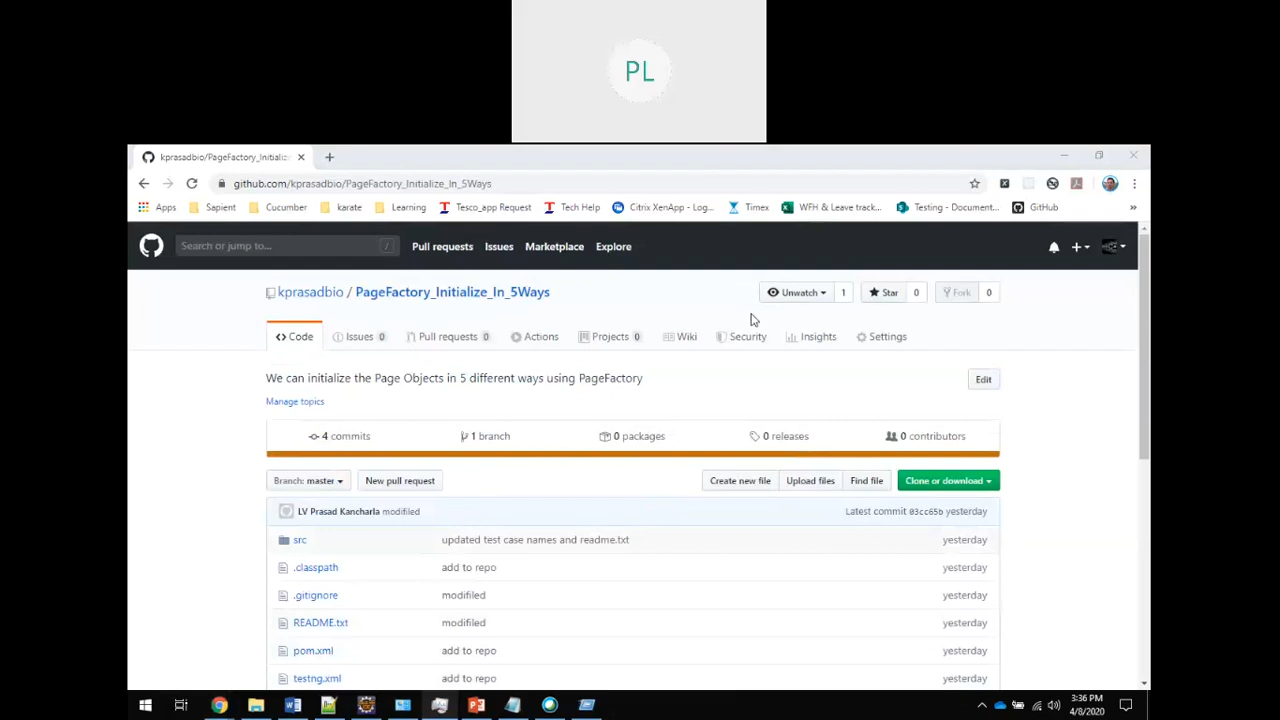 PL
kprasadbio/PageFactory_Initializ
github.com/kprasadbio/PageFactory_Initialize_In_5Ways
Apps Sapient Cucumber karate Learning Tesco_app Request Tech Help Citrix XenApp - Log... Timex WFH & Leave track... Testing - Document... GitHub »
Search or jump to... / Pull requests Issues Marketplace Explore
kprasadbio / PageFactory_Initialize_In_5Ways Unwatch 1 Star 0 Fork 0
Code Issues 0 Pull requests 0 Actions Projects 0 Wiki Security Insights Settings
We can initialize the Page Objects in 5 different ways using PageFactory Edit
Manage topics
4 commits 1 branch 0 packages 0 releases 0 contributors
Branch: master New pull request Create new file Upload files Find file Clone or download
LV Prasad Kancharla modifiled Latest commit 03cc65b yesterday
src updated test case names and readme.txt yesterday
.classpath add to repo yesterday
.gitignore modifiled yesterday
README.txt modifiled yesterday
pom.xml add to repo yesterday
testng.xml add to repo yesterday
3:36 PM
4/8/2020